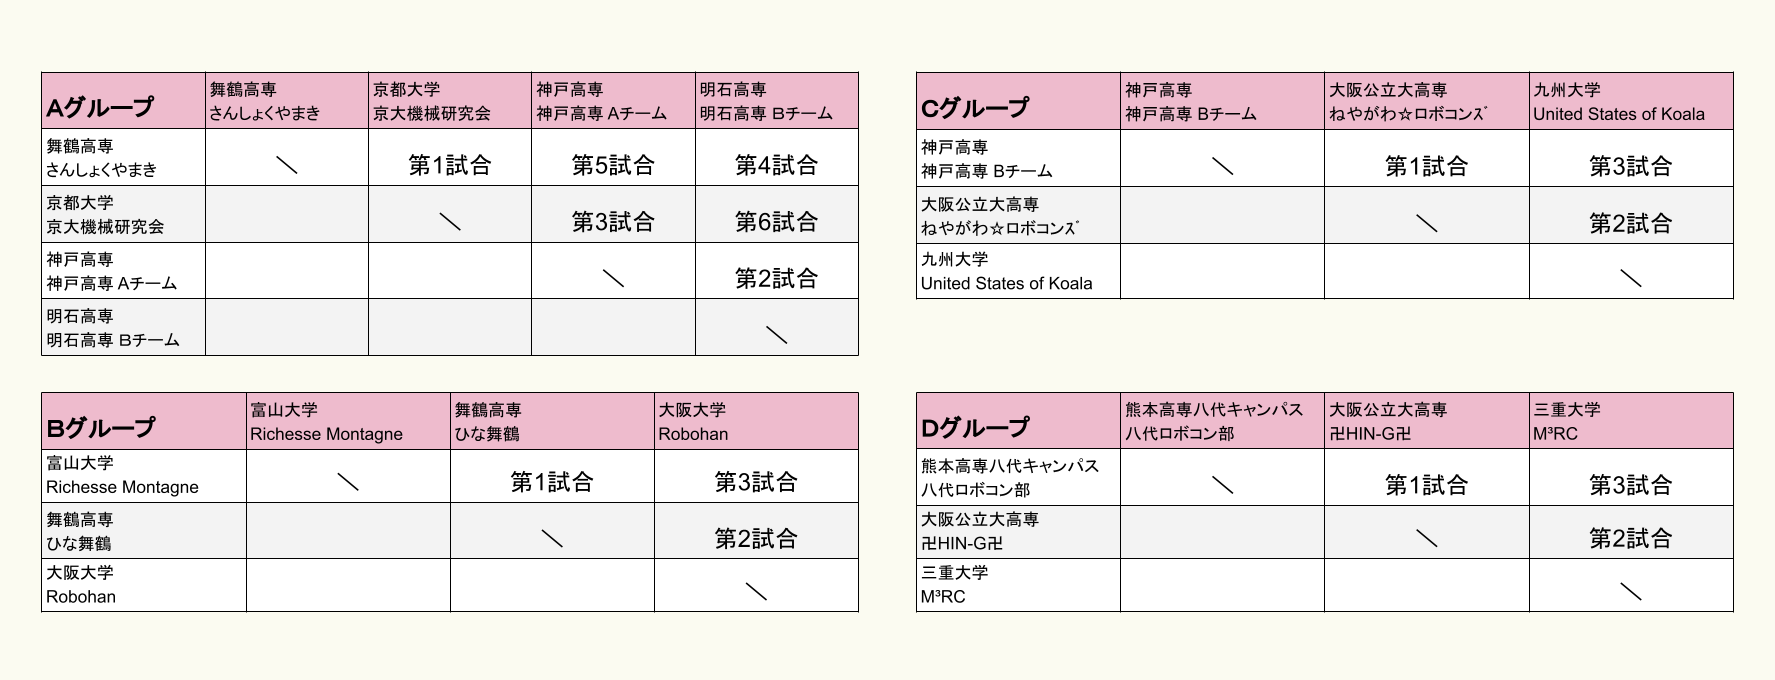 Aグループ
舞鶴高専
さんしょくやまき
京都大学
京大機械研究会
神戸高専
神戸高専 Aチーム
明石高専
明石高専 Bチーム
舞鶴高専
さんしょくやまき
＼
第1試合
第5試合
第4試合
京都大学
京大機械研究会
＼
第3試合
第6試合
神戸高専
神戸高専 Aチーム
＼
第2試合
明石高専
明石高専 Bチーム
＼
Cグループ
神戸高専
神戸高専 Bチーム
大阪公立大高専
ねやがわ☆ロボコンズﾞ
九州大学
United States of Koala
神戸高専
神戸高専 Bチーム
＼
第1試合
第3試合
大阪公立大高専
ねやがわ☆ロボコンズﾞ
＼
第2試合
九州大学
United States of Koala
＼
Bグループ
富山大学
Richesse Montagne
舞鶴高専
ひな舞鶴
大阪大学
Robohan
富山大学
Richesse Montagne
＼
第1試合
第3試合
舞鶴高専
ひな舞鶴
＼
第2試合
大阪大学
Robohan
＼
Dグループ
熊本高専八代キャンパス
八代ロボコン部
大阪公立大高専
卍HIN-G卍
三重大学
M³RC
熊本高専八代キャンパス
八代ロボコン部
＼
第1試合
第3試合
大阪公立大高専
卍HIN-G卍
＼
第2試合
三重大学
M³RC
＼